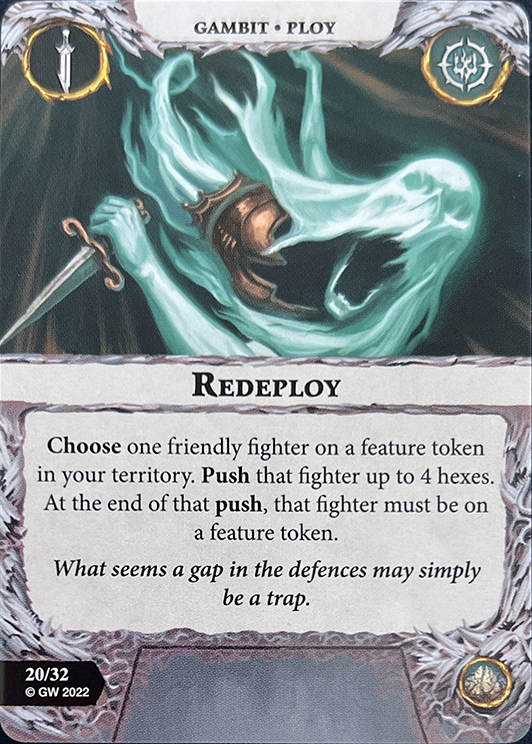 GAMBIT • PLOY
REDEPLOY
Choose one friendly fighter on a feature token
in your territory. Push that fighter up to 4 hexes.
At the end of that push, that fighter must be on
a feature token.
What seems a gap in the defences may simply
be a trap.
20/32
© GW 2022